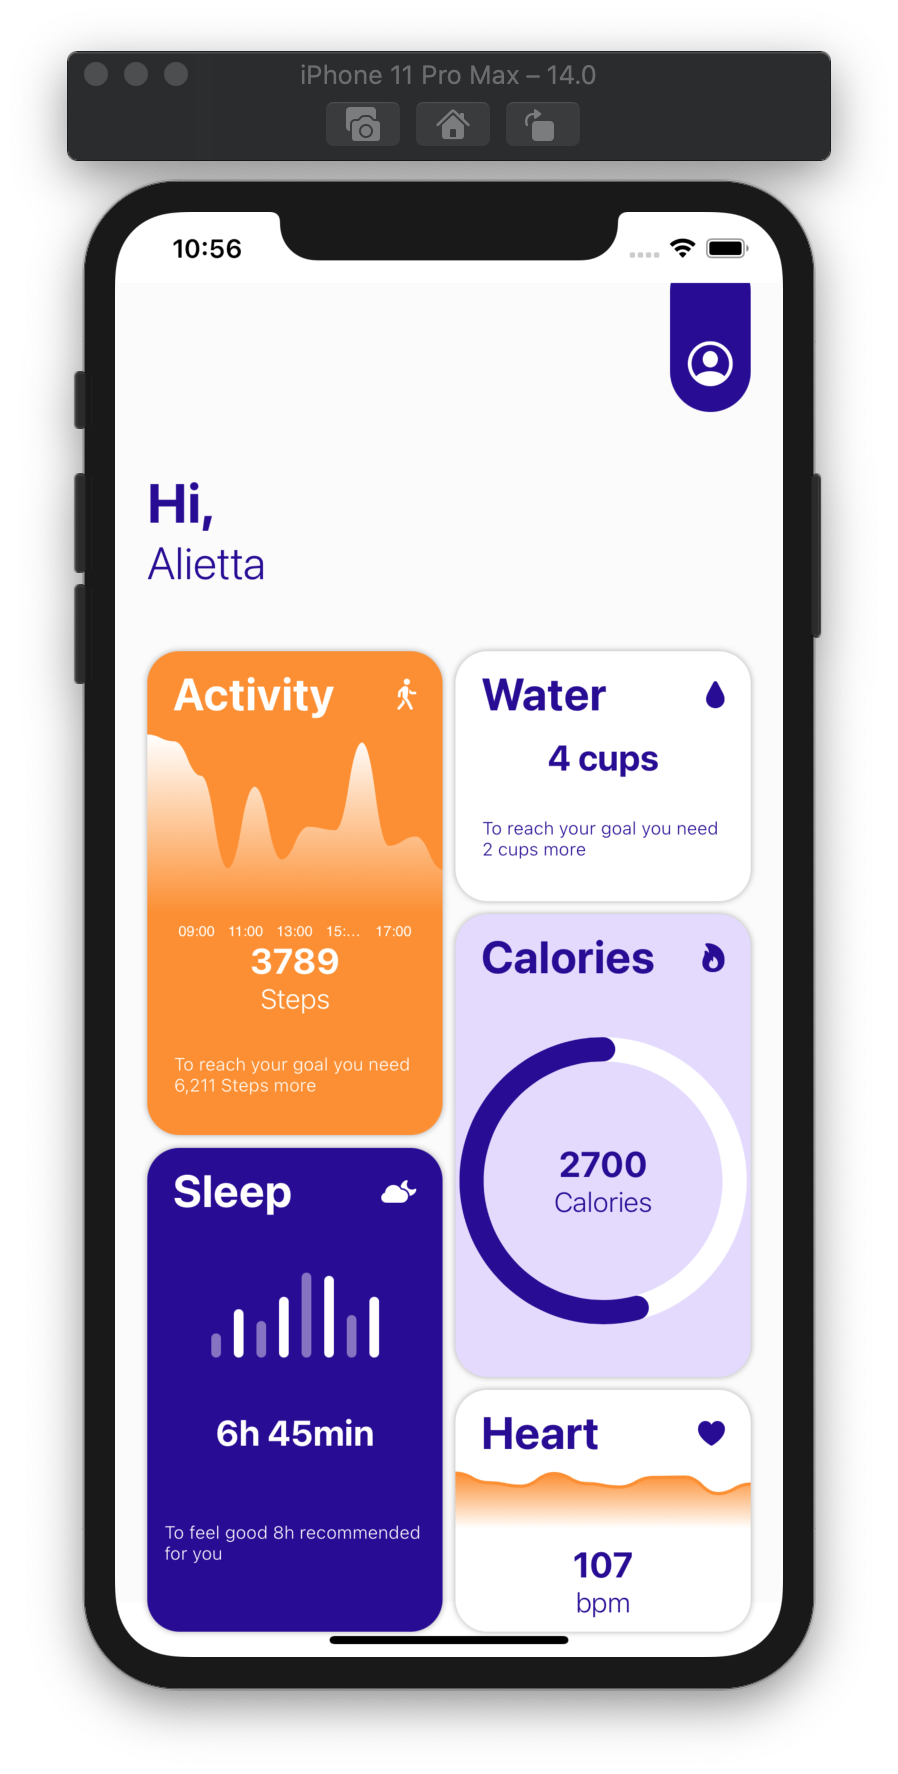 iPhone 11 Pro Max – 14.0
10:56
Hi,
Alietta
Activity
09:00 11:00 13:00 15:... 17:00
3789
Steps
To reach your goal you need
6,211 Steps more
Water
4 cups
To reach your goal you need
2 cups more
Calories
2700
Calories
Sleep
6h 45min
To feel good 8h recommended
for you
Heart
107
bpm